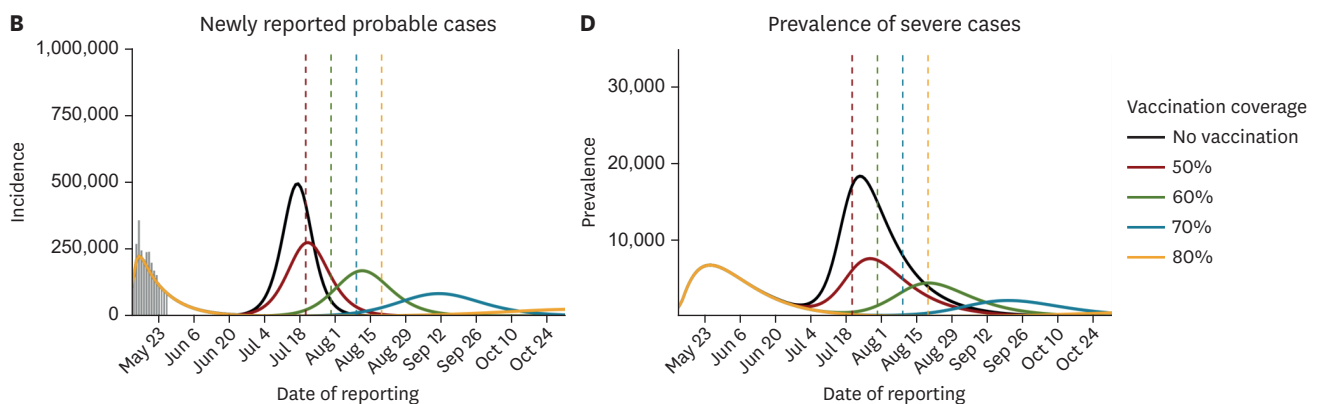 B
Newly reported probable cases
1,000,000
750,000
500,000
250,000
0
Incidence
May 23
Jun 6
Jun 20
Jul 4
Jul 18
Aug 1
Aug 15
Aug 29
Sep 12
Sep 26
Oct 10
Oct 24
Date of reporting
D
Prevalence of severe cases
30,000
20,000
10,000
Prevalence
May 23
Jun 6
Jun 20
Jul 4
Jul 18
Aug 1
Aug 15
Aug 29
Sep 12
Sep 26
Oct 10
Oct 24
Date of reporting
Vaccination coverage
No vaccination
50%
60%
70%
80%